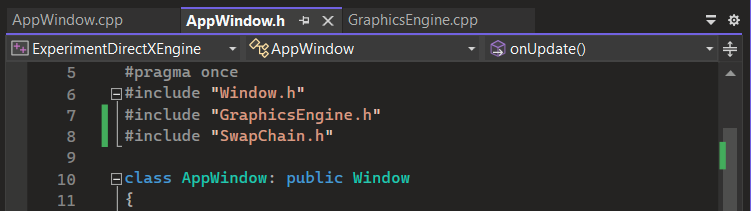 AppWindow.cpp AppWindow.h GraphicsEngine.cpp
ExperimentDirectXEngine AppWindow onUpdate()
5 #pragma once
6 #include "Window.h"
7 #include "GraphicsEngine.h"
8 #include "SwapChain.h"
9
10 class AppWindow: public Window
11 {